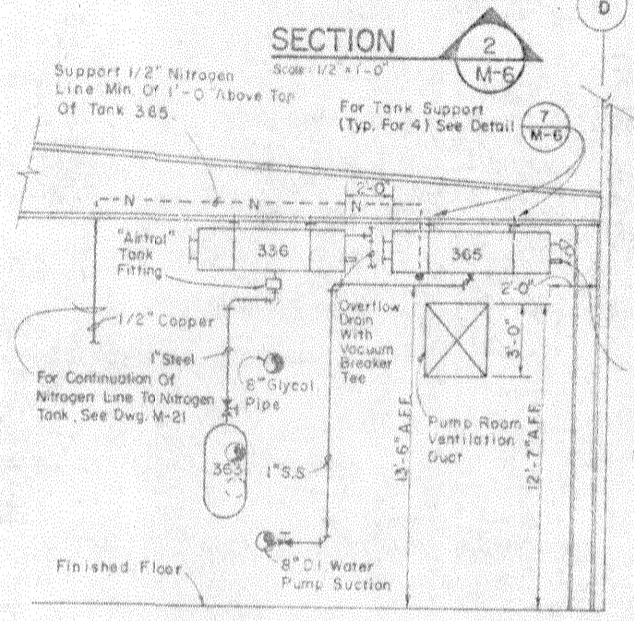 D
SECTION
Scale: 1/2"=1'-0"
2
M-6
Support 1/2" Nitrogen
Line Min. Of 1'-0" Above Top
Of Tank 365.
For Tank Support
(Typ. For 4) See Detail
7
M-6
2'-0"
N
N
N
"Airtrol"
Tank
Fitting
336
365
2'-0"
1/2" Copper
Overflow
Drain
With
Vacuum
Breaker
Tee
3'-0"
1" Steel
8" Glycol
Pipe
For Continuation Of
Nitrogen Line To Nitrogen
Tank, See Dwg. M-21
Pump Room
Ventilation
Duct
363
1" S.S
13'-6" A.F.F.
12'-7" A.F.F.
Finished Floor
8" D.I. Water
Pump Suction